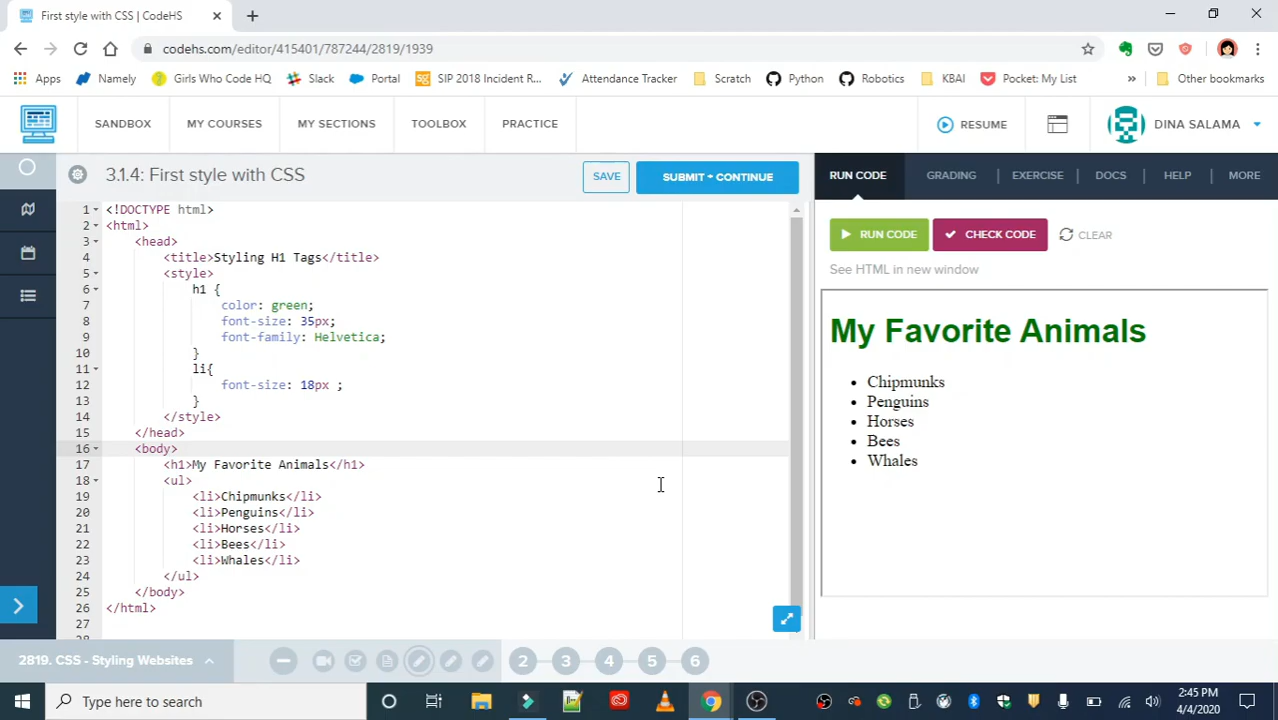 First style with CSS | CodeHS
codehs.com/editor/415401/787244/2819/1939
Apps Namely Girls Who Code HQ Slack Portal SIP 2018 Incident R... Attendance Tracker Scratch Python Robotics KBAI Pocket: My List » Other bookmarks
SANDBOX MY COURSES MY SECTIONS TOOLBOX PRACTICE RESUME DINA SALAMA
3.1.4: First style with CSS SAVE SUBMIT + CONTINUE RUN CODE GRADING EXERCISE DOCS HELP MORE
1 <!DOCTYPE html>
2 <html>
3 <head>
4 <title>Styling H1 Tags</title>
5 <style>
6 h1 {
7 color: green;
8 font-size: 35px;
9 font-family: Helvetica;
10 }
11 li{
12 font-size: 18px ;
13 }
14 </style>
15 </head>
16 <body>
17 <h1>My Favorite Animals</h1>
18 <ul>
19 <li>Chipmunks</li>
20 <li>Penguins</li>
21 <li>Horses</li>
22 <li>Bees</li>
23 <li>Whales</li>
24 </ul>
25 </body>
26 </html>
27
28
RUN CODE CHECK CODE CLEAR
See HTML in new window
My Favorite Animals
• Chipmunks
• Penguins
• Horses
• Bees
• Whales
2819. CSS - Styling Websites 2 3 4 5 6
Type here to search
2:45 PM
4/4/2020